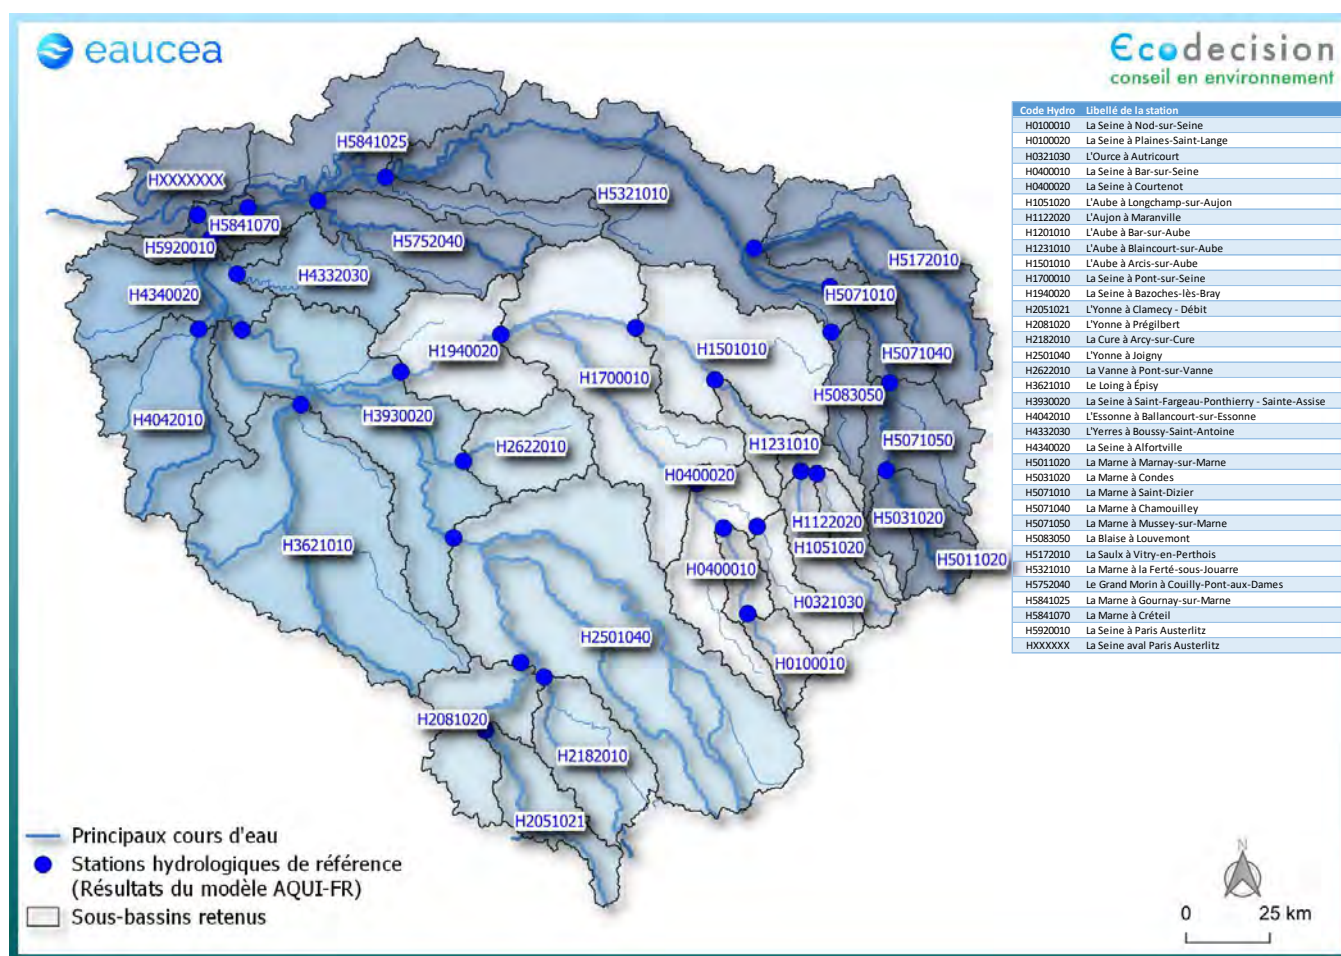 eaucea
Ecodecision
conseil en environnement
Code Hydro Libellé de la station
H0100010 La Seine à Nod-sur-Seine
H0100020 La Seine à Plaines-Saint-Lange
H0321030 L'Ource à Autricourt
H0400010 La Seine à Bar-sur-Seine
H0400020 La Seine à Courtenot
H1051020 L'Aube à Longchamp-sur-Aujon
H1122020 L'Aujon à Maranville
H1201010 L'Aube à Bar-sur-Aube
H1231010 L'Aube à Blaincourt-sur-Aube
H1501010 L'Aube à Arcis-sur-Aube
H1700010 La Seine à Pont-sur-Seine
H1940020 La Seine à Bazoches-lès-Bray
H2051021 L'Yonne à Clamecy - Débit
H2081020 L'Yonne à Prégilbert
H2182010 La Cure à Arcy-sur-Cure
H2501040 L'Yonne à Joigny
H2622010 La Vanne à Pont-sur-Vanne
H3621010 Le Loing à Épisy
H3930020 La Seine à Saint-Fargeau-Ponthierry - Sainte-Assise
H4042010 L'Essonne à Ballancourt-sur-Essonne
H4332030 L'Yerres à Boussy-Saint-Antoine
H4340020 La Seine à Alfortville
H5011020 La Marne à Marnay-sur-Marne
H5031020 La Marne à Condes
H5071010 La Marne à Saint-Dizier
H5071040 La Marne à Chamouilley
H5071050 La Marne à Mussey-sur-Marne
H5083050 La Blaise à Louvemont
H5172010 La Saulx à Vitry-en-Perthois
H5321010 La Marne à la Ferté-sous-Jouarre
H5752040 Le Grand Morin à Couilly-Pont-aux-Dames
H5841025 La Marne à Gournay-sur-Marne
H5841070 La Marne à Créteil
H5920010 La Seine à Paris Austerlitz
HXXXXXX La Seine aval Paris Austerlitz
H5841025
HXXXXXXX
H5321010
H5841070
H5752040
H5920010
H5172010
H4332030
H4340020
H5071010
H1940020
H1501010
H5071040
H1700010
H5083050
H3930020
H4042010
H5071050
H2622010
H1231010
H0400020
H5031020
H1122020
H3621010
H1051020
H5011020
H0400010
H0321030
H2501040
H0100010
H2081020
H2182010
H2051021
Principaux cours d'eau
Stations hydrologiques de référence
(Résultats du modèle AQUI-FR)
Sous-bassins retenus
N
0 25 km